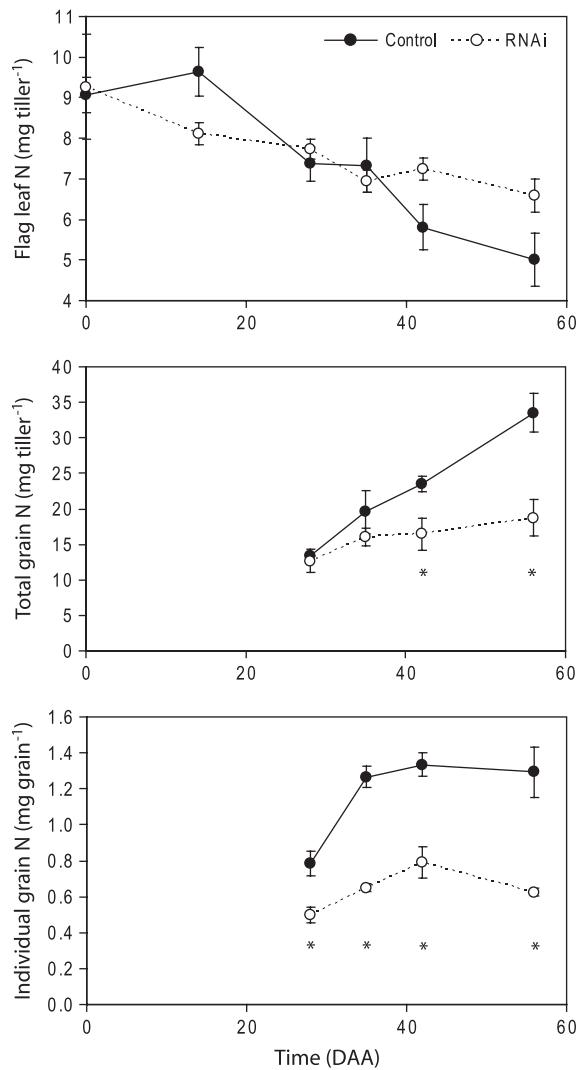 Flag leaf N (mg tiller⁻¹)
11
10
9
8
7
6
5
4
Control
RNAi
0 20 40 60
Total grain N (mg tiller⁻¹)
40
35
30
25
20
15
10
5
0
* *
0 20 40 60
Individual grain N (mg grain⁻¹)
1.6
1.4
1.2
1.0
0.8
0.6
0.4
0.2
0.0
* * * *
0 20 40 60
Time (DAA)